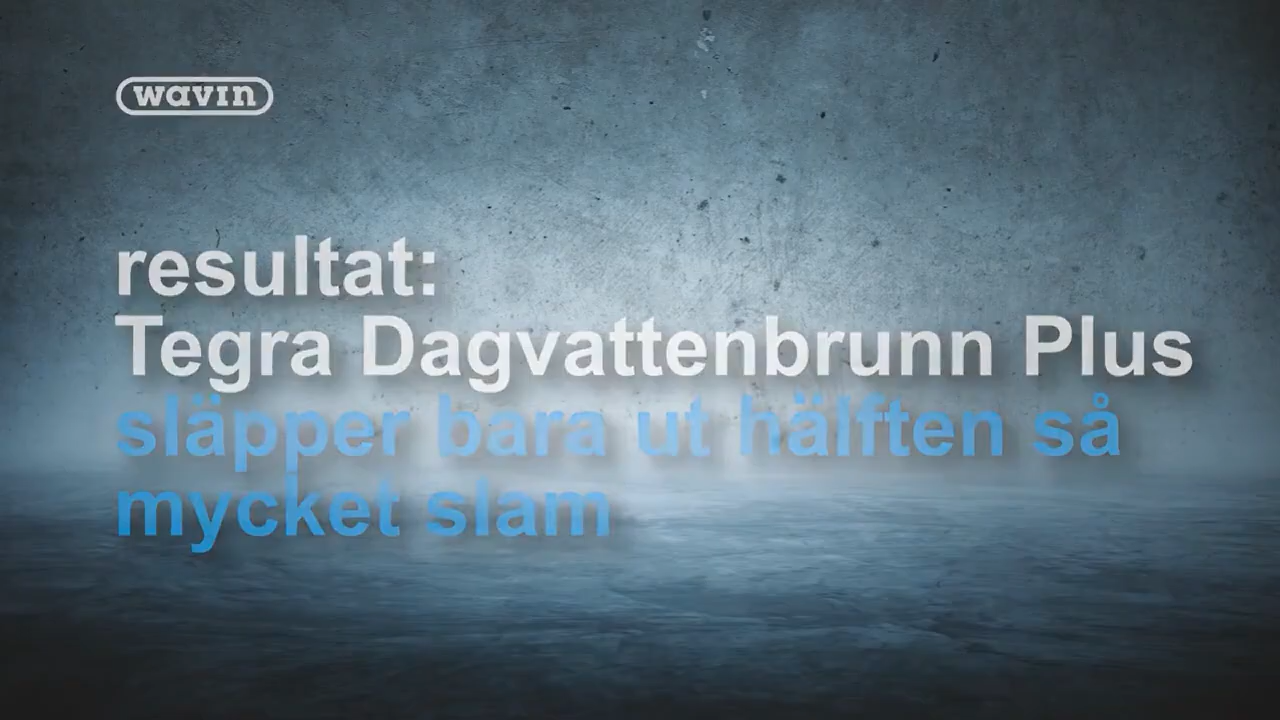 wavin
resultat:
Tegra Dagvattenbrunn Plus
släpper bara ut hälften så
mycket slam